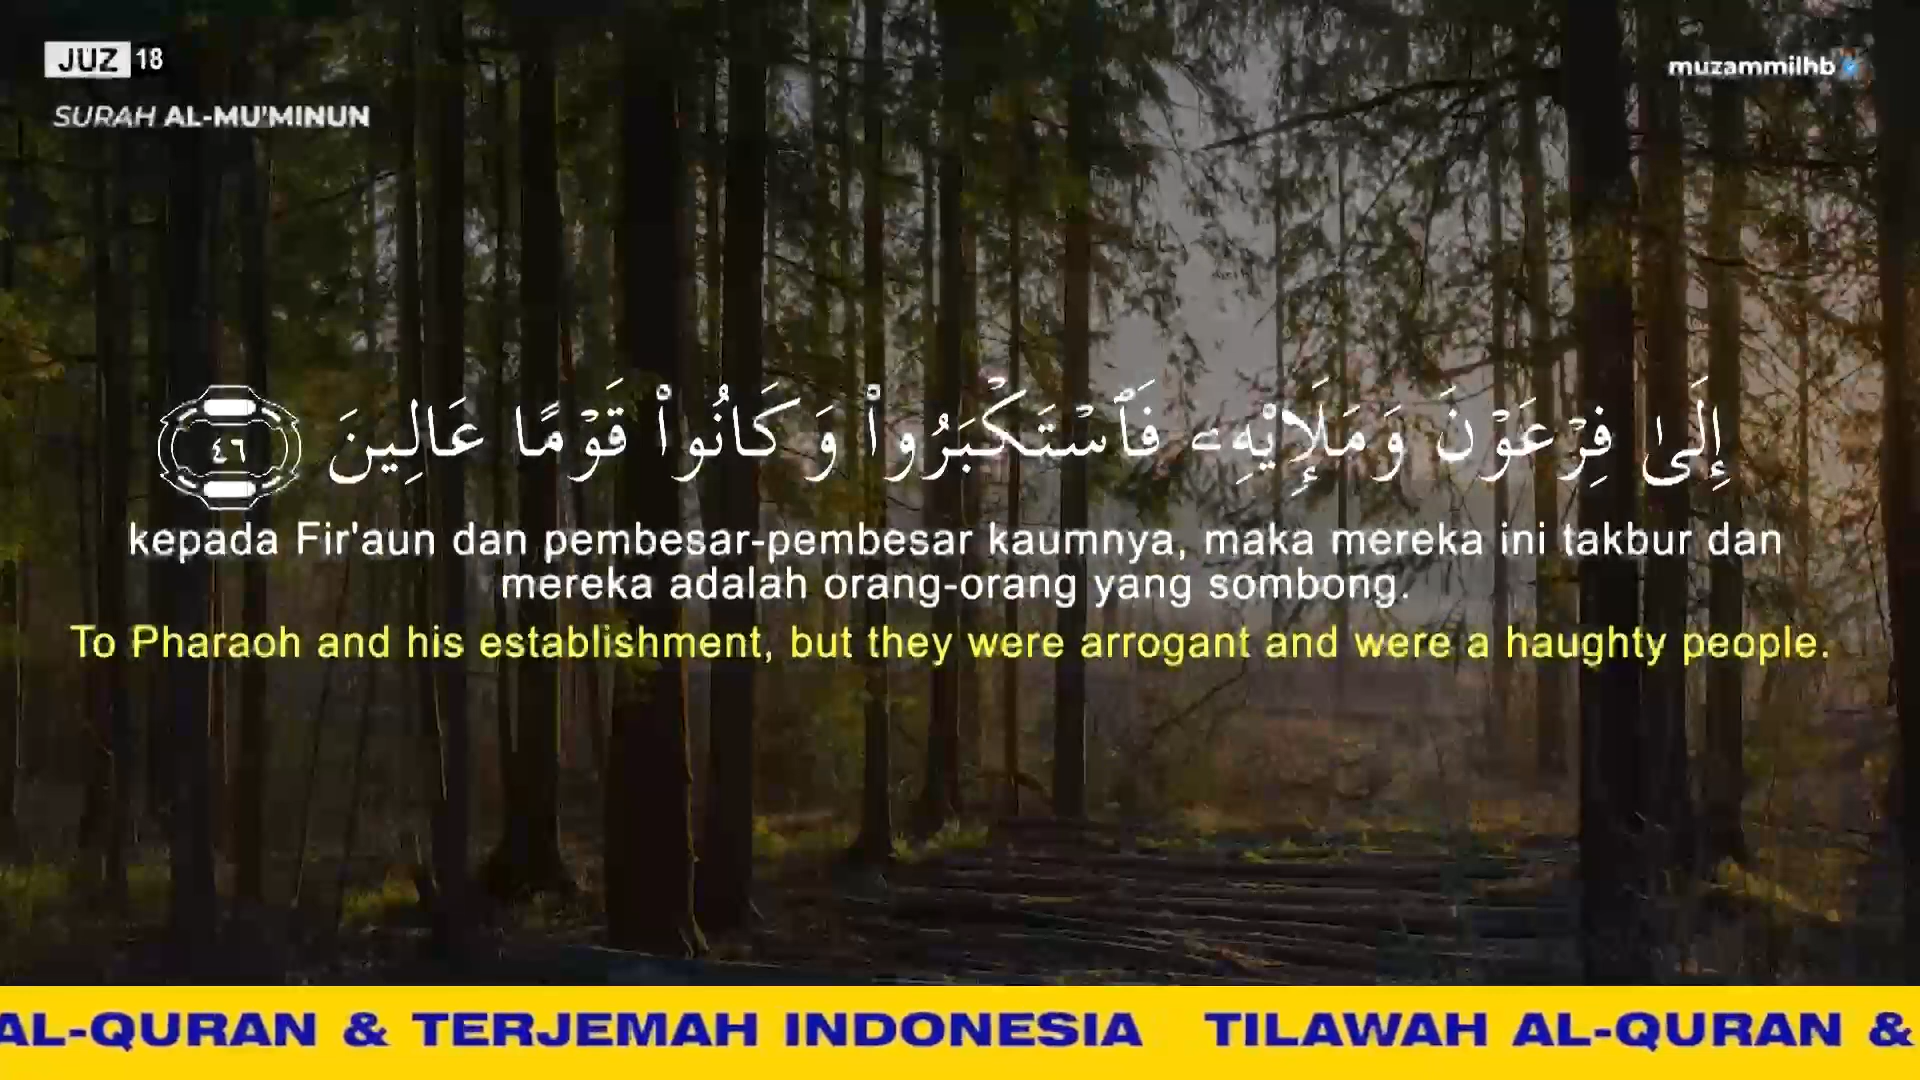 JUZ 18
muzammilhb
SURAH AL-MU'MINUN
إِلَىٰ فِرْعَوْنَ وَمَلَإِيْهِۦ فَٱسْتَكْبَرُوا۟ وَكَانُوا۟ قَوْمًا عَالِينَ ٤٦
kepada Fir'aun dan pembesar-pembesar kaumnya, maka mereka ini takbur dan
mereka adalah orang-orang yang sombong.
To Pharaoh and his establishment, but they were arrogant and were a haughty people.
AL-QURAN & TERJEMAH INDONESIA TILAWAH AL-QURAN &